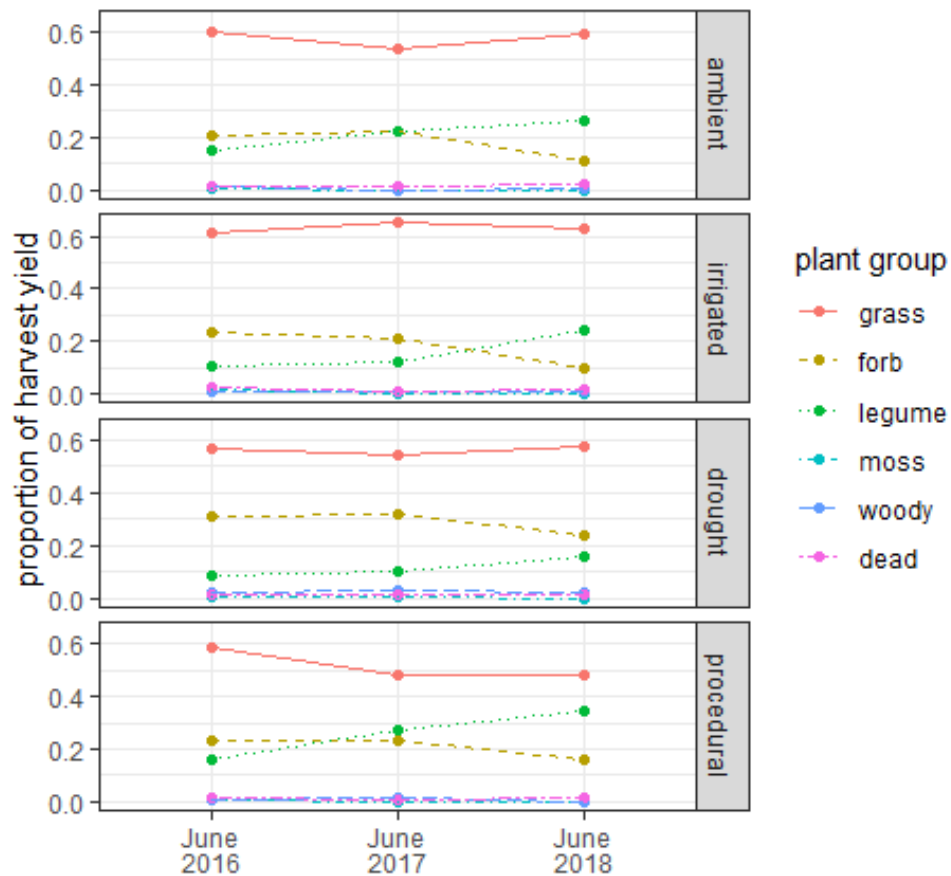 proportion of harvest yield
0.6
0.4
0.2
0.0
ambient
0.6
0.4
0.2
0.0
irrigated
0.6
0.4
0.2
0.0
drought
0.6
0.4
0.2
0.0
procedural
June
2016
June
2017
June
2018
plant group
grass
forb
legume
moss
woody
dead